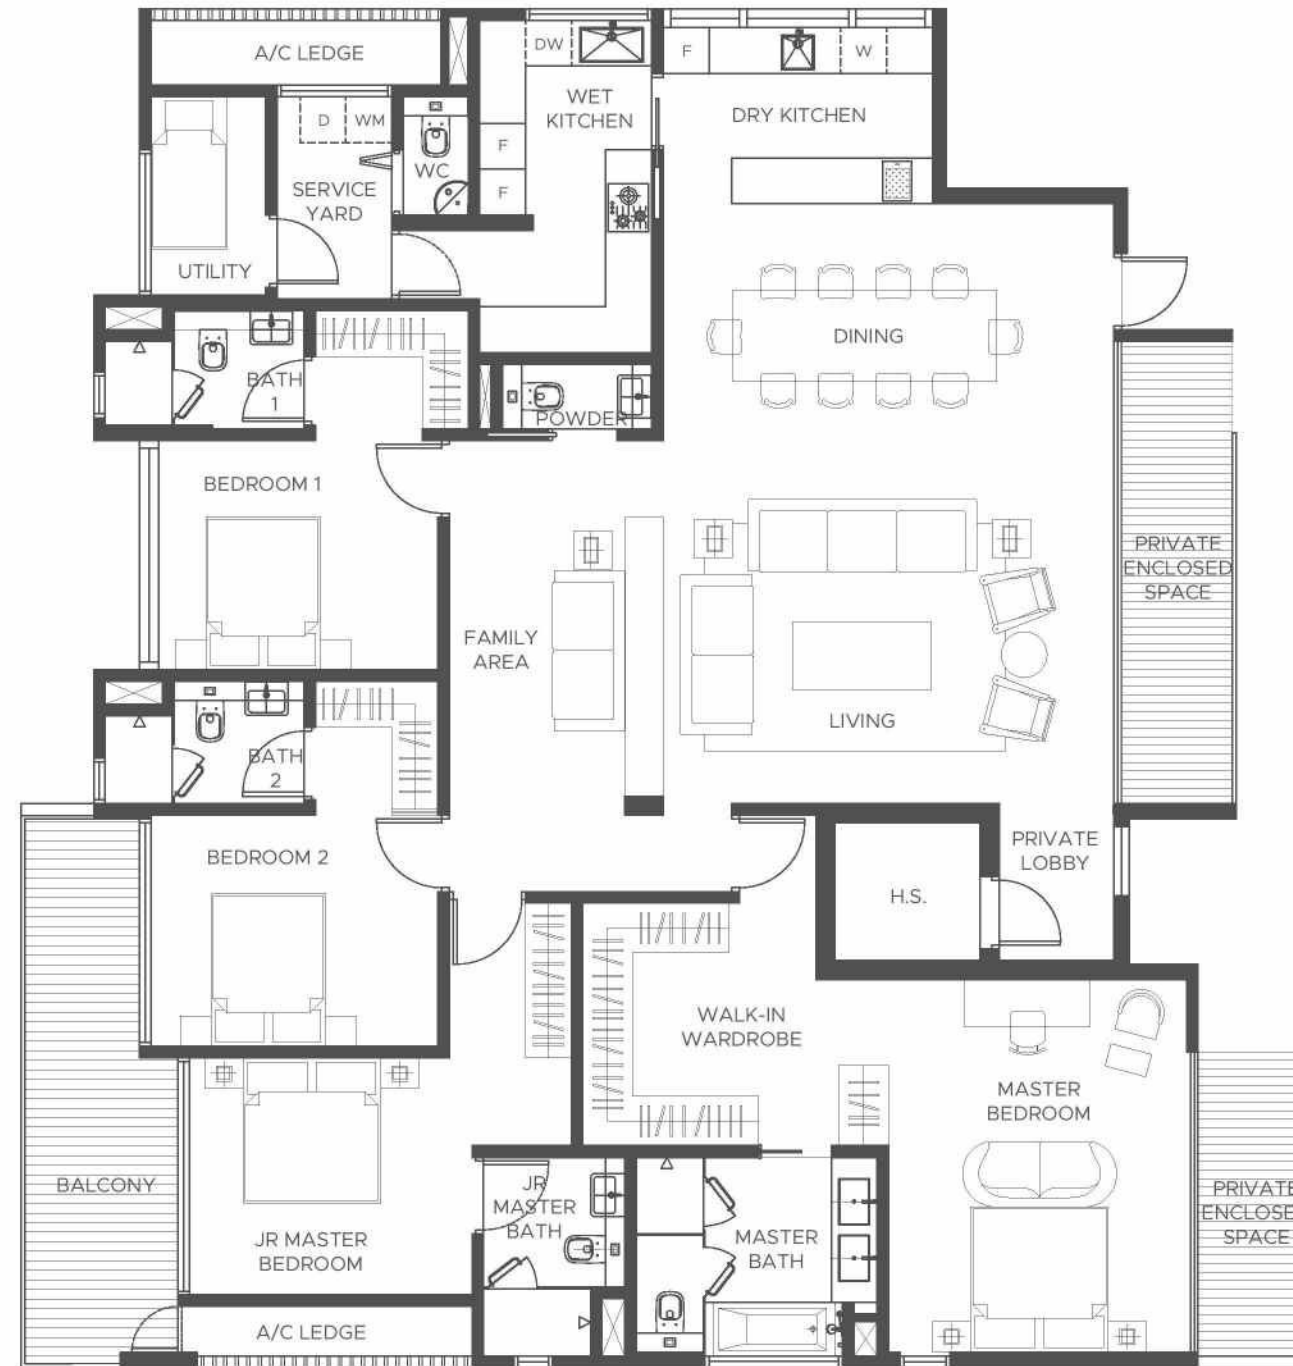 A/C LEDGE
DW
F
W
WET
KITCHEN
DRY KITCHEN
D
WM
WC
F
F
SERVICE
YARD
UTILITY
DINING
BATH
1
POWDER
BEDROOM 1
PRIVATE
ENCLOSED
SPACE
FAMILY
AREA
LIVING
BATH
2
BEDROOM 2
PRIVATE
LOBBY
H.S.
WALK-IN
WARDROBE
MASTER
BEDROOM
BALCONY
JR
MASTER
BATH
PRIVATE
ENCLOSE
SPACE
JR MASTER
BEDROOM
MASTER
BATH
A/C LEDGE